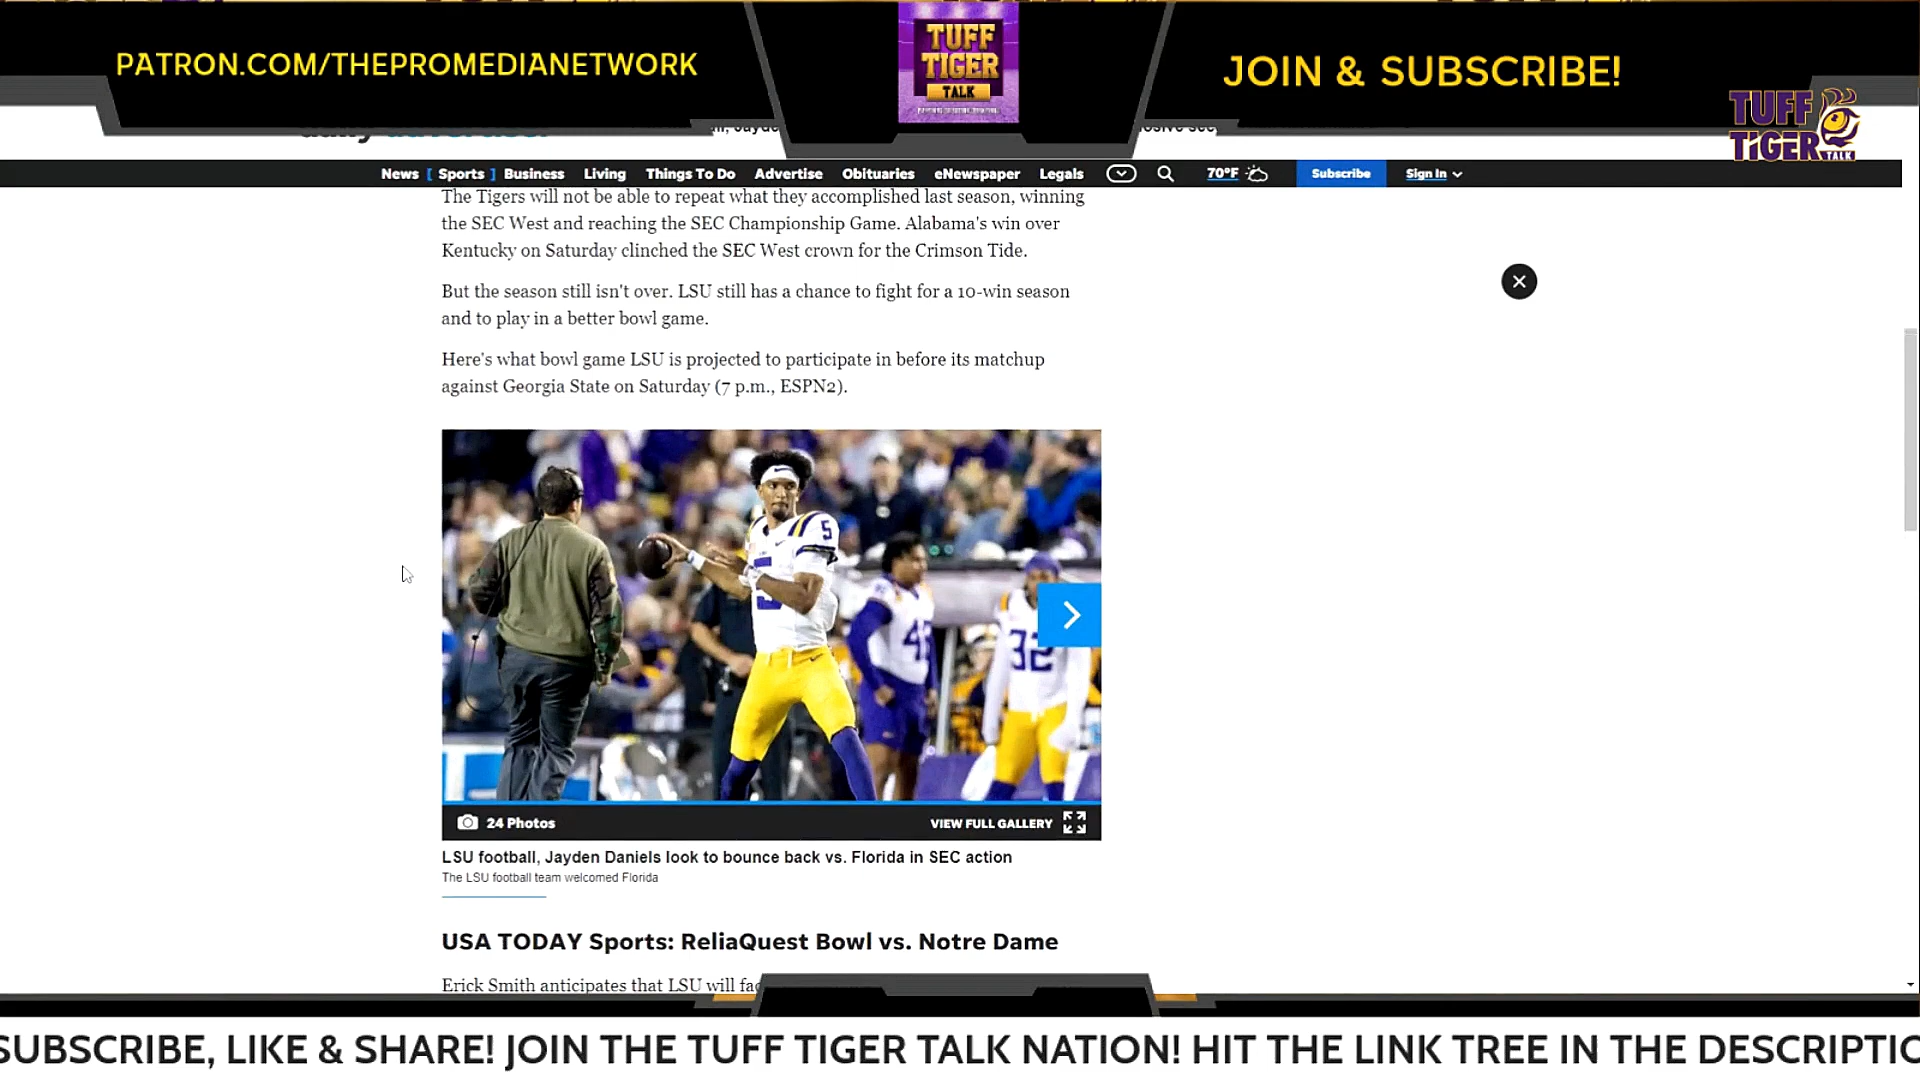 PATRON.COM/THEPROMEDIANETWORK
TUFF
TIGER
TALK
JOIN & SUBSCRIBE!
TUFF
TIGER
TALK
News [ Sports ] Business Living Things To Do Advertise Obituaries eNewspaper Legals 70°F Subscribe Sign In
The Tigers will not be able to repeat what they accomplished last season, winning
the SEC West and reaching the SEC Championship Game. Alabama's win over
Kentucky on Saturday clinched the SEC West crown for the Crimson Tide.
But the season still isn't over. LSU still has a chance to fight for a 10-win season
and to play in a better bowl game.
Here's what bowl game LSU is projected to participate in before its matchup
against Georgia State on Saturday (7 p.m., ESPN2).
5
5
32
24 Photos
VIEW FULL GALLERY
LSU football, Jayden Daniels look to bounce back vs. Florida in SEC action
The LSU football team welcomed Florida
USA TODAY Sports: ReliaQuest Bowl vs. Notre Dame
Erick Smith anticipates that LSU will
SUBSCRIBE, LIKE & SHARE! JOIN THE TUFF TIGER TALK NATION! HIT THE LINK TREE IN THE DESCRIPTIO